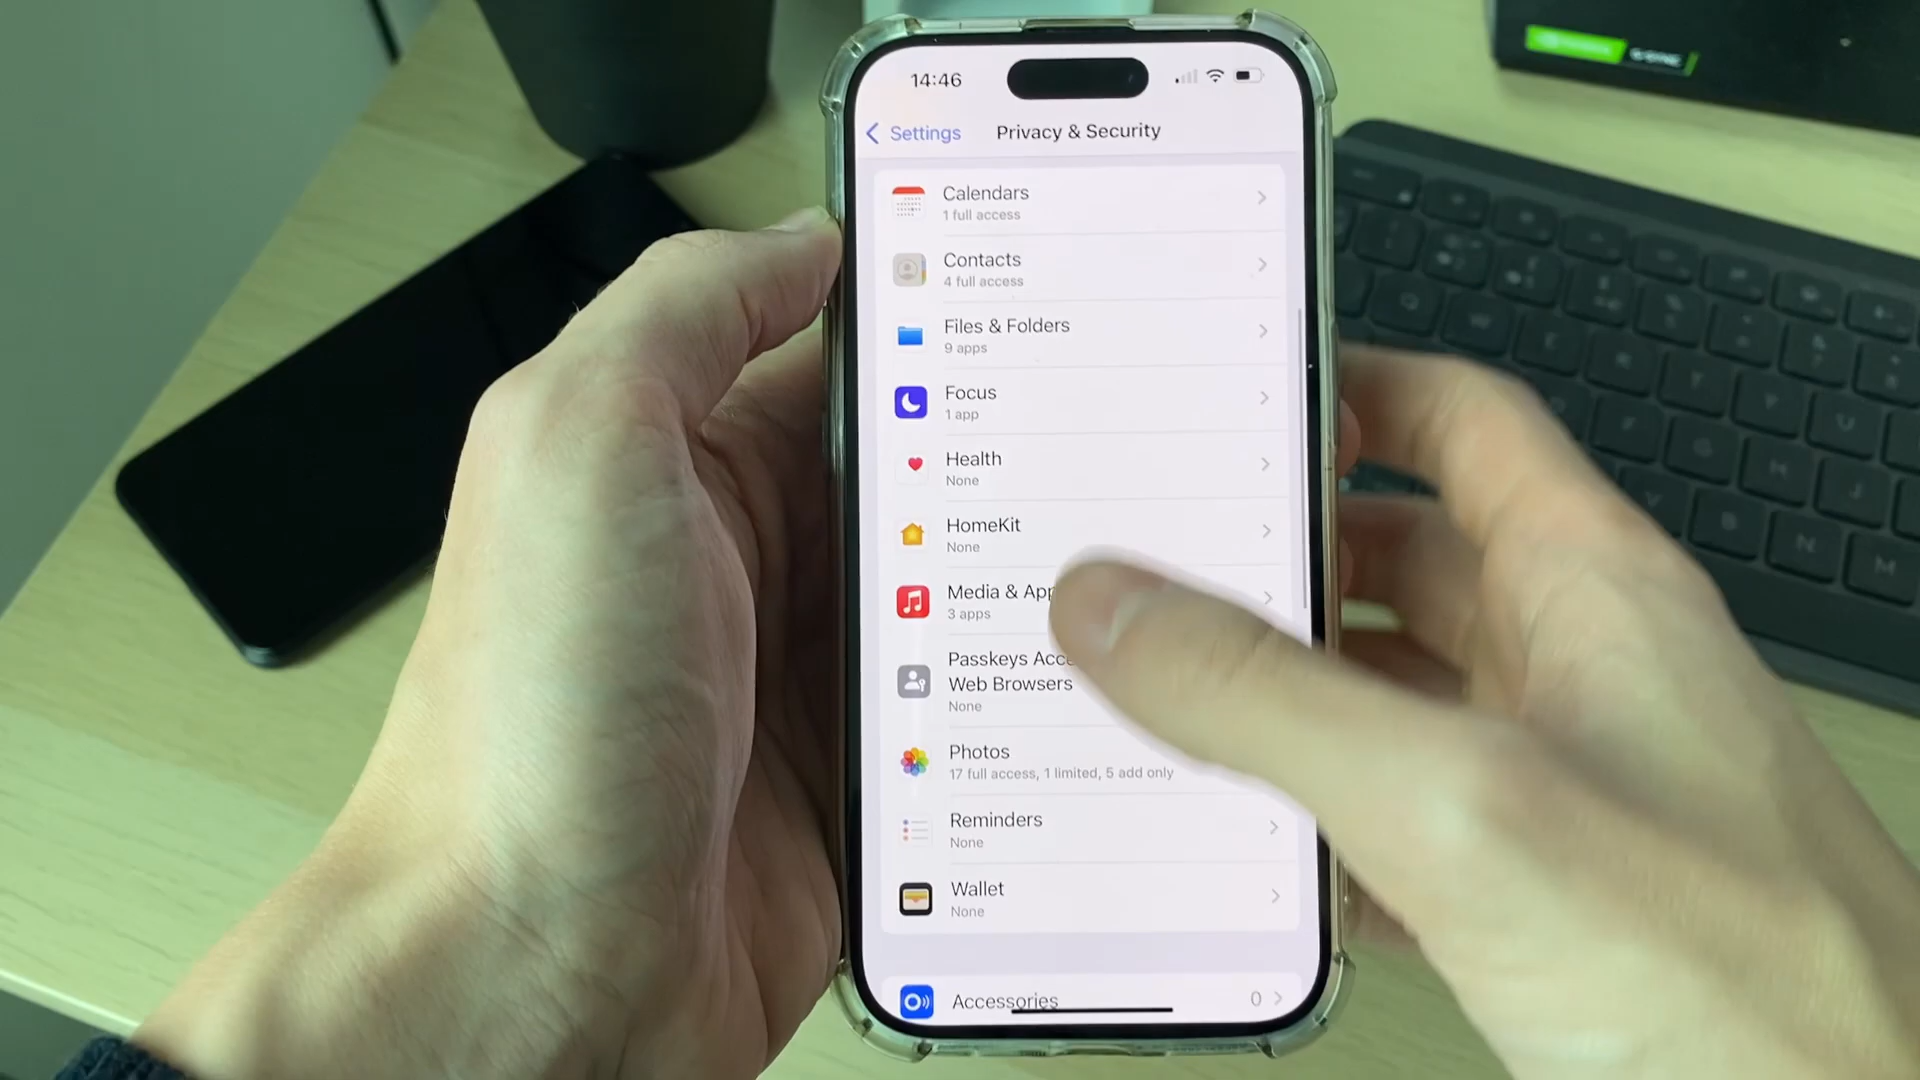 14:46
Settings
Privacy & Security
Calendars
1 full access
Contacts
4 full access
Files & Folders
9 apps
Focus
1 app
Health
None
HomeKit
None
Media & App
3 apps
Passkeys Acce
Web Browsers
None
Photos
17 full access, 1 limited, 5 add only
Reminders
None
Wallet
None
Accessories 0